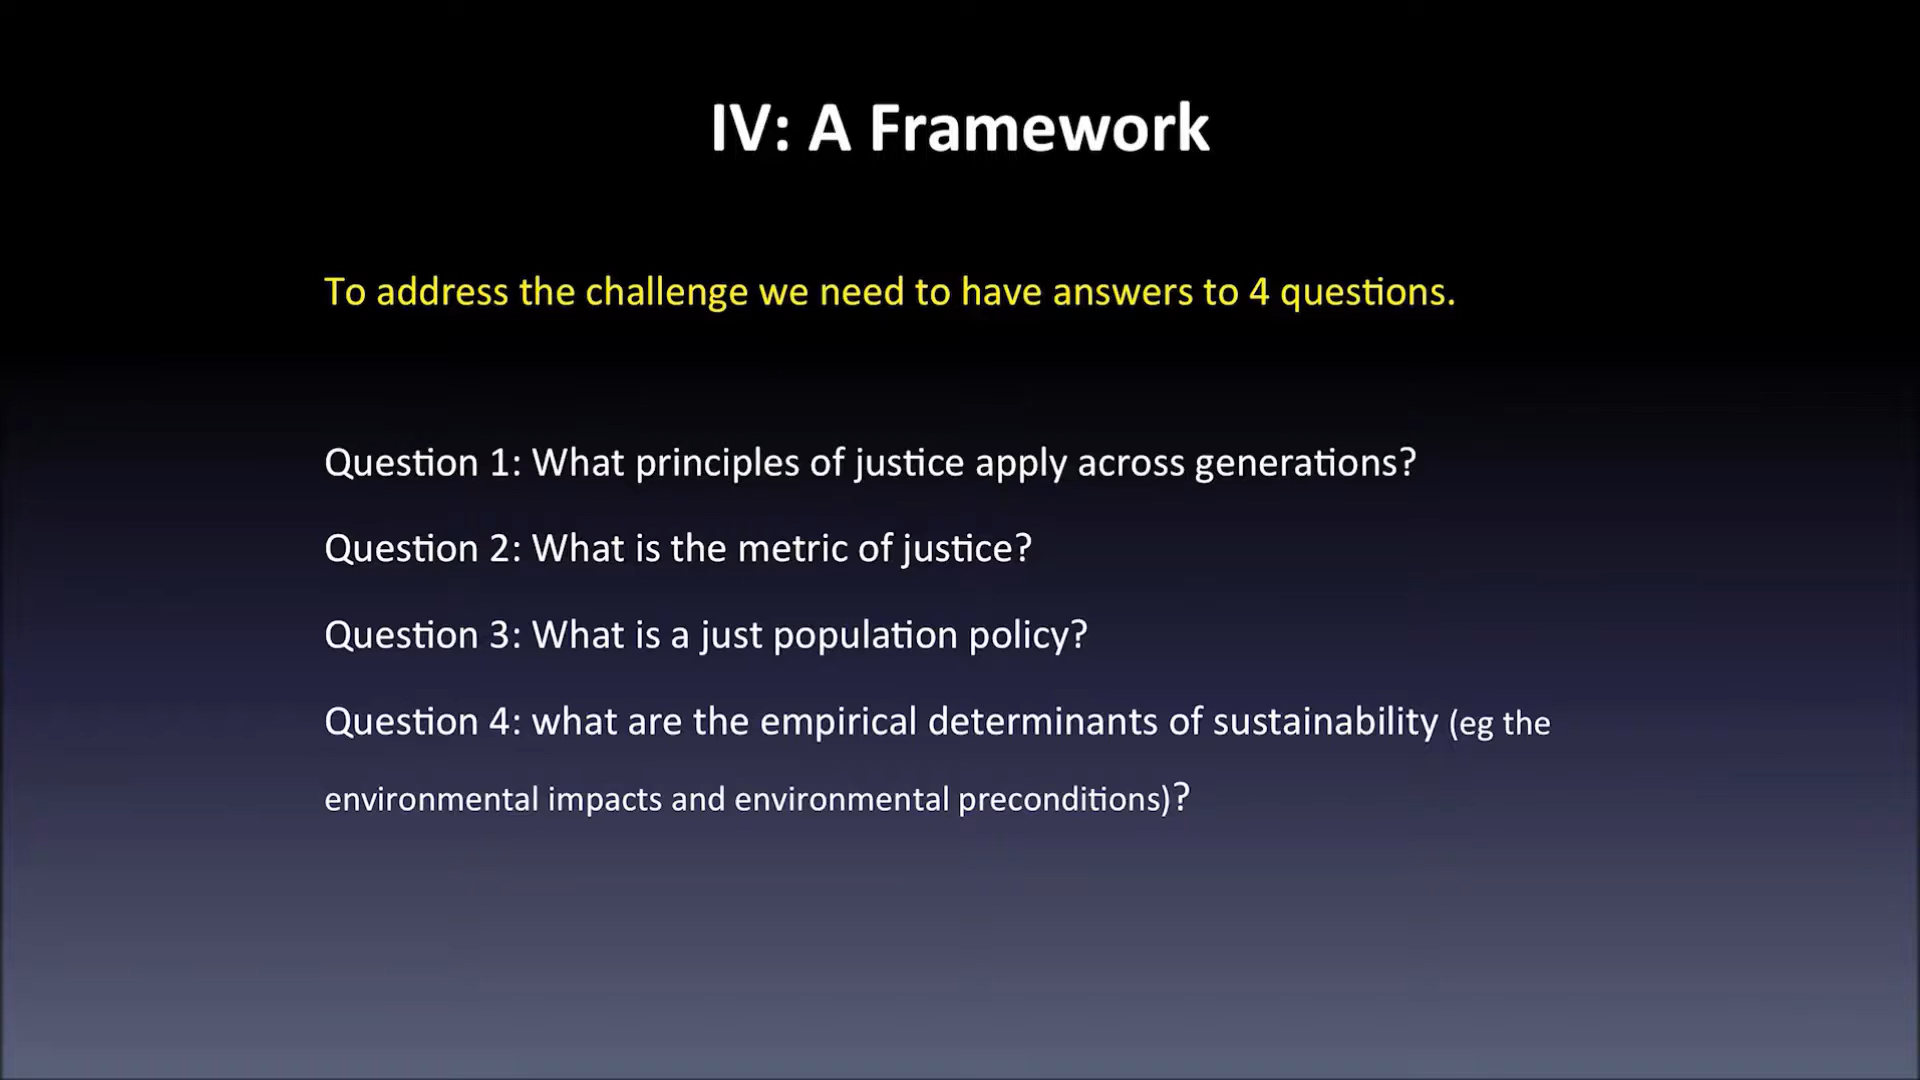 IV: A Framework
To address the challenge we need to have answers to 4 questions.
Question 1: What principles of justice apply across generations?
Question 2: What is the metric of justice?
Question 3: What is a just population policy?
Question 4: what are the empirical determinants of sustainability (eg the
environmental impacts and environmental preconditions)?